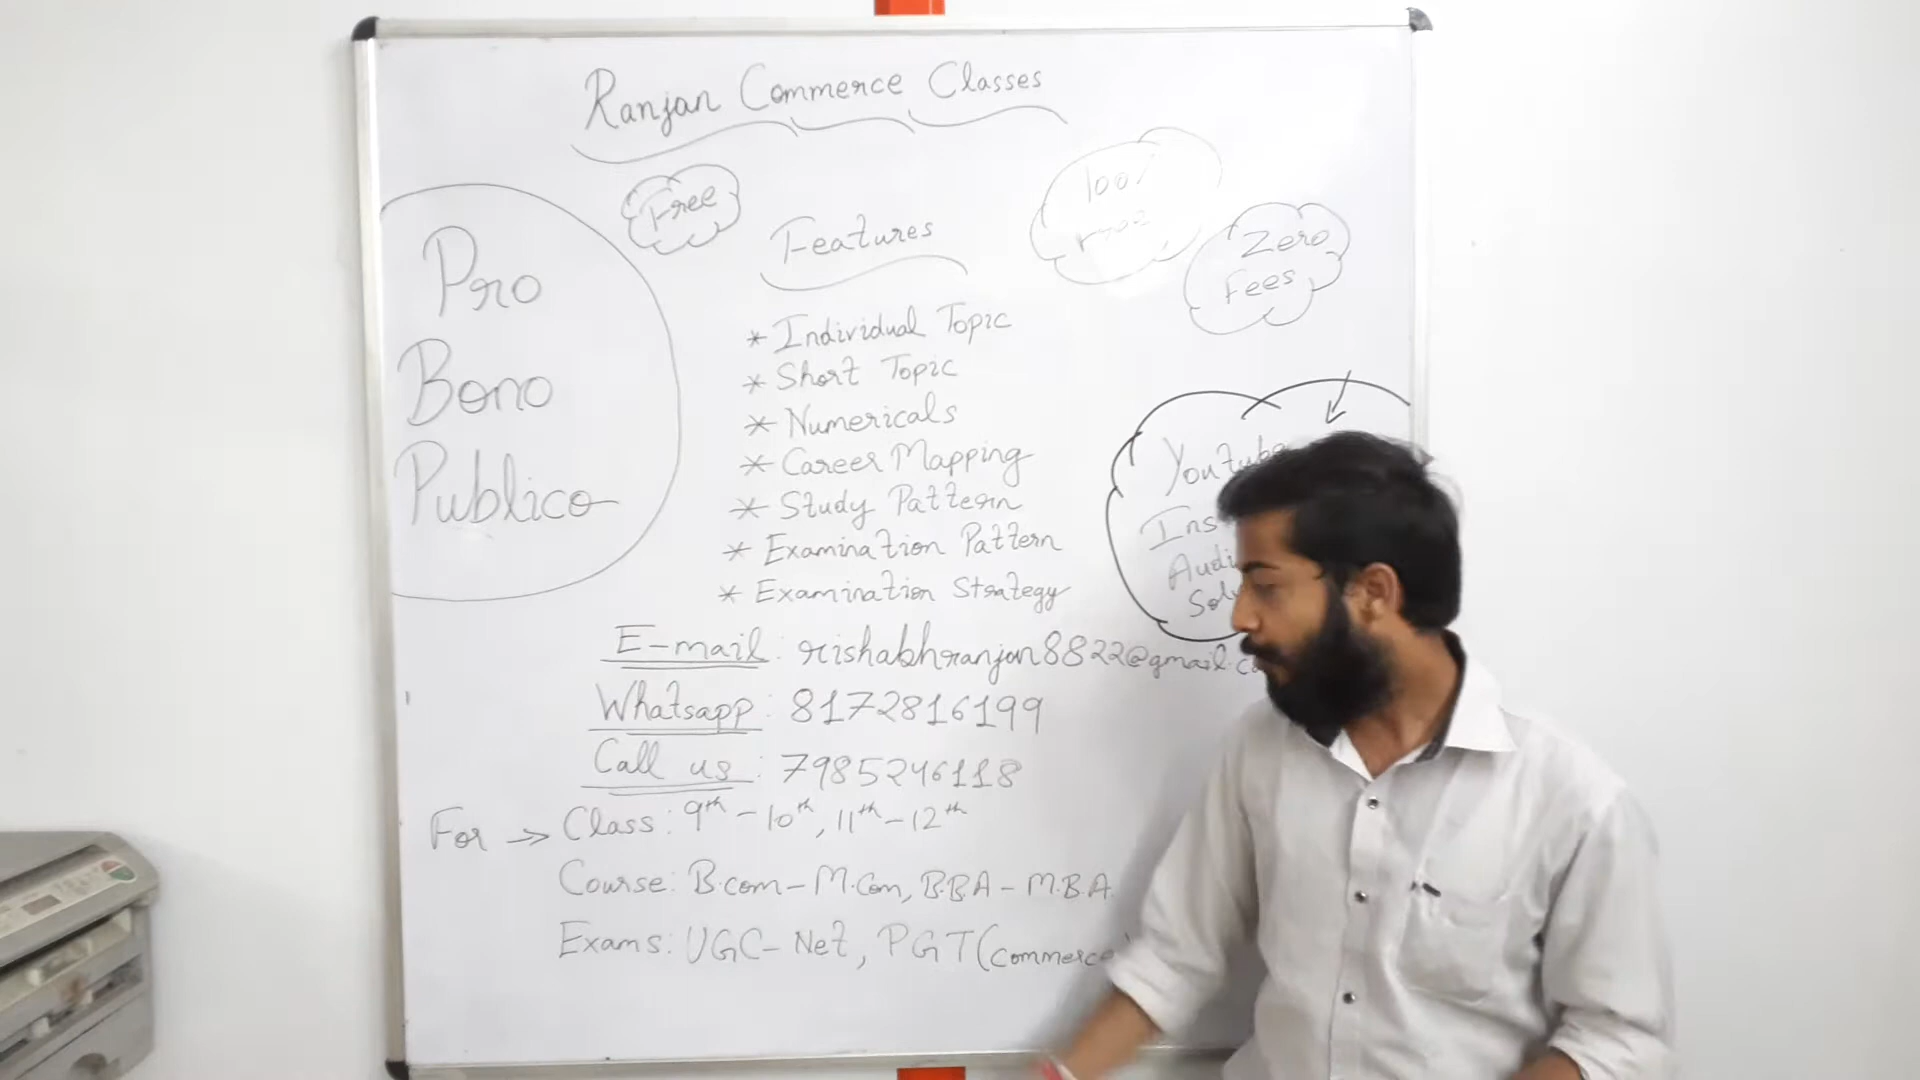 Ranjan Commerce Classes
Free
100%
Zero
Fees
Pro
Bono
Publico
Features
* Individual Topic
* Short Topic
* Numericals
* Career Mapping
* Study Pattern
* Examination Pattern
* Examination Strategy
Youtube
Ins
Audi
Sol
E-mail: rishabhranjan8822@gmail.c
Whatsapp: 8172816199
Call us: 7985246118
For → Class: 9th - 10th, 11th - 12th
Course: B.com - M.Com, B.B.A - M.B.A.
Exams: UGC - Net, PGT (commerce)